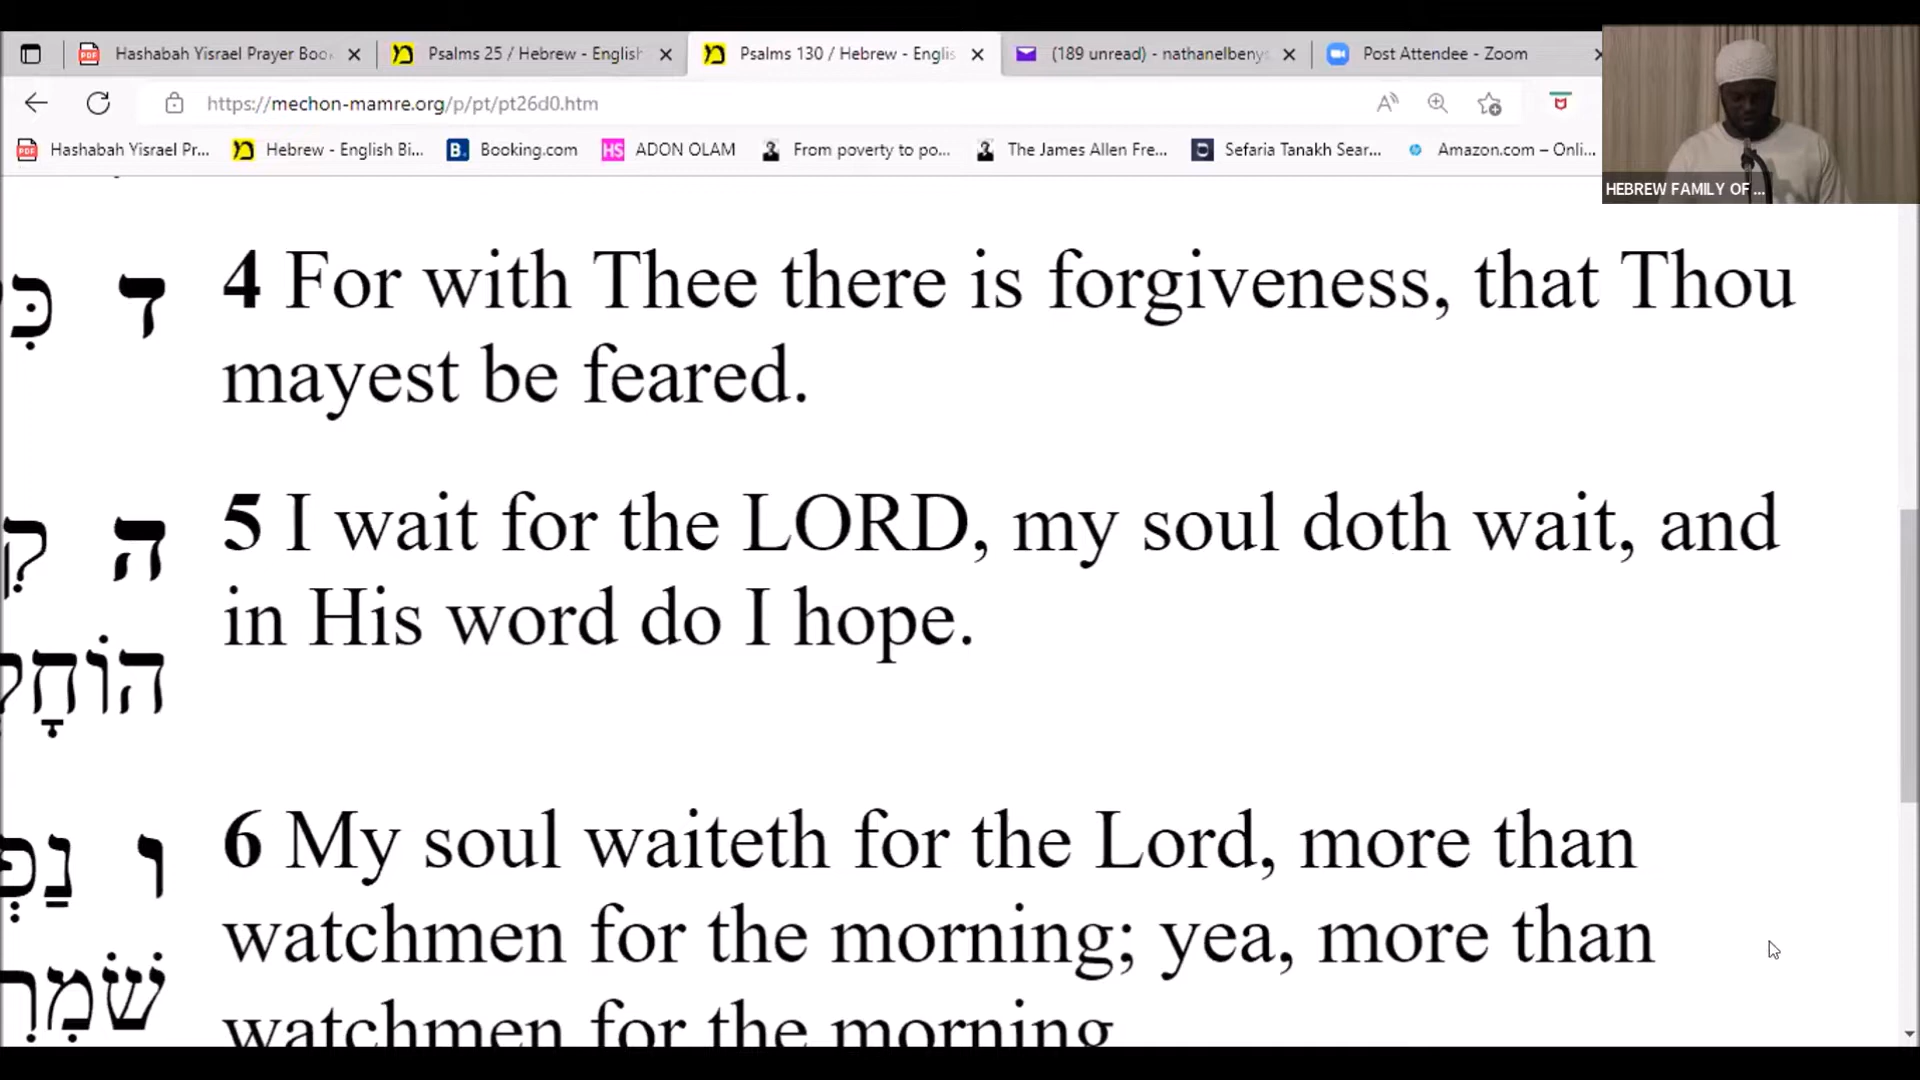 Hashabah Yisrael Prayer Boo
Psalms 25 / Hebrew - English
Psalms 130 / Hebrew - Englis
(189 unread) - nathanelbenys
Post Attendee - Zoom
https://mechon-mamre.org/p/pt/pt26d0.htm
Hashabah Yisrael Pr...
Hebrew - English Bi...
B.
Booking.com
HS
ADON OLAM
From poverty to po...
The James Allen Fre...
Sefaria Tanakh Sear...
Amazon.com – Onli...
HEBREW FAMILY OF ...
4 For with Thee there is forgiveness, that Thou
mayest be feared.
ד
5 I wait for the LORD, my soul doth wait, and
in His word do I hope.
ה
6 My soul waiteth for the Lord, more than
watchmen for the morning; yea, more than
watchmen for the morning
ו